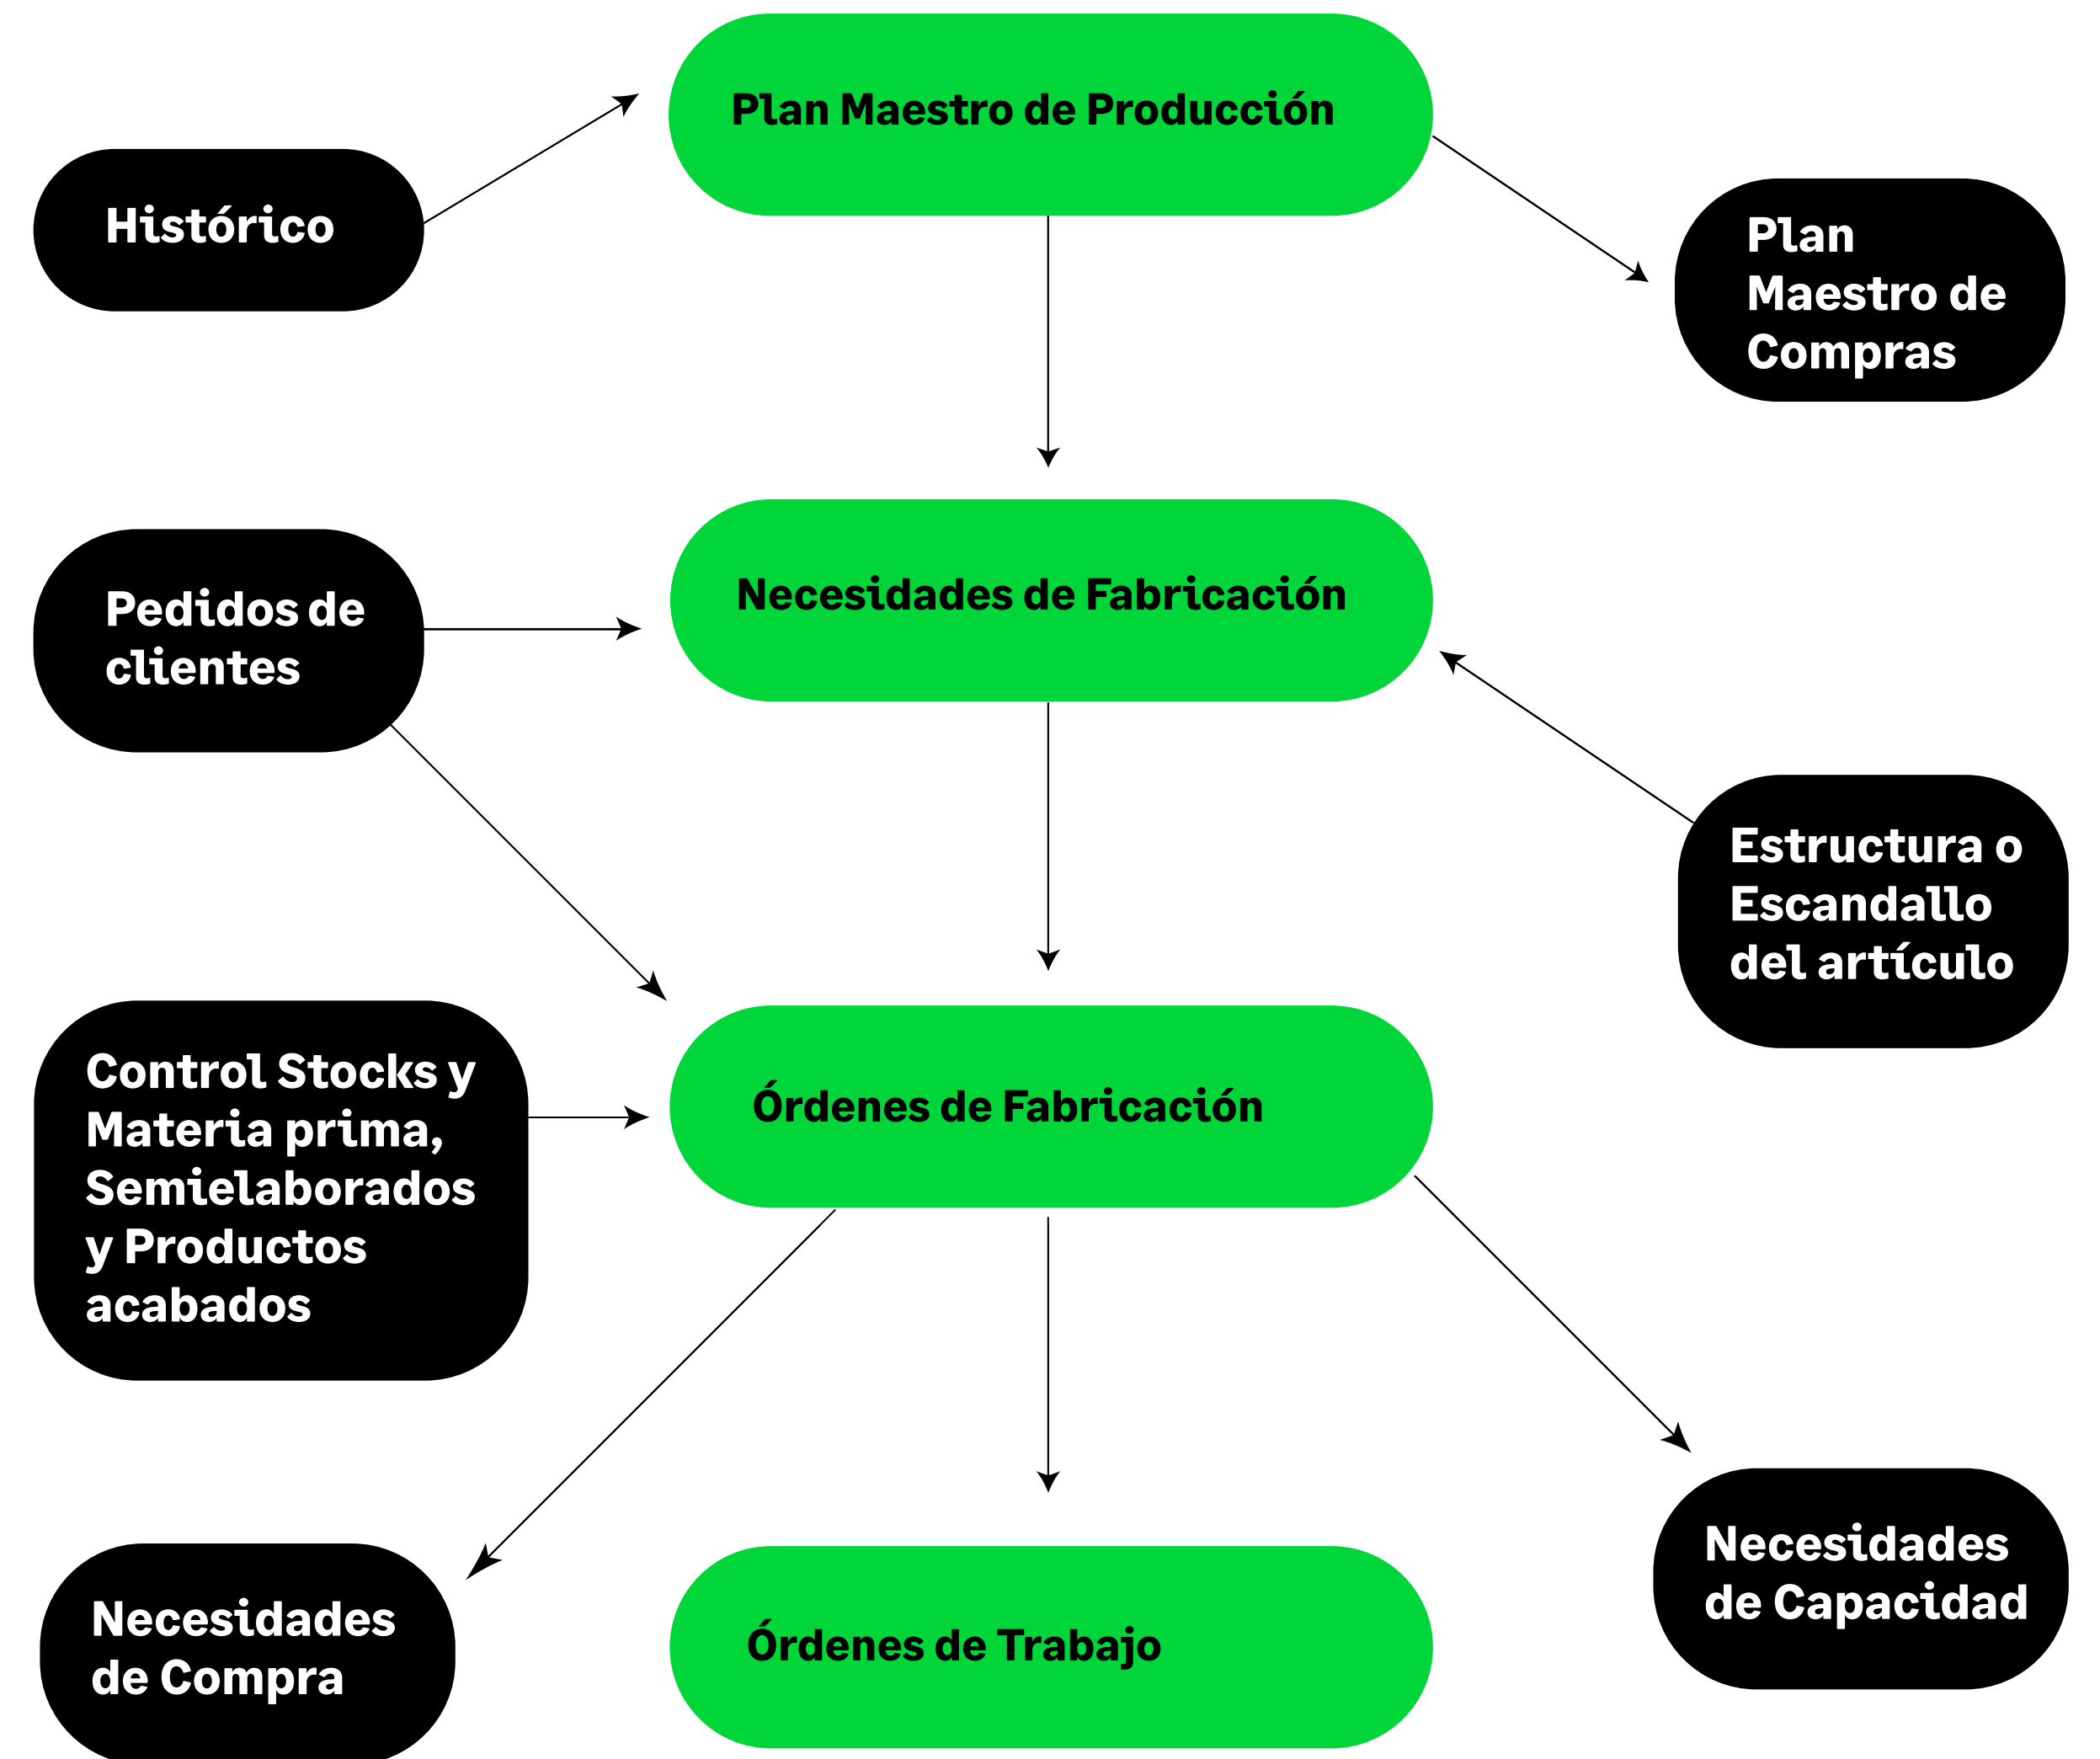 Plan Maestro de Producción
Histórico
Plan
Maestro de
Compras
Necesidades de Fabricación
Pedidos de
clientes
Estructura o
Escandallo
del artículo
Control Stocks y
Materia prima,
Semielaborados
y Productos
acabados
Órdenes de Fabricación
Necesidades
de Capacidad
Necesidades
de Compra
Órdenes de Trabajo